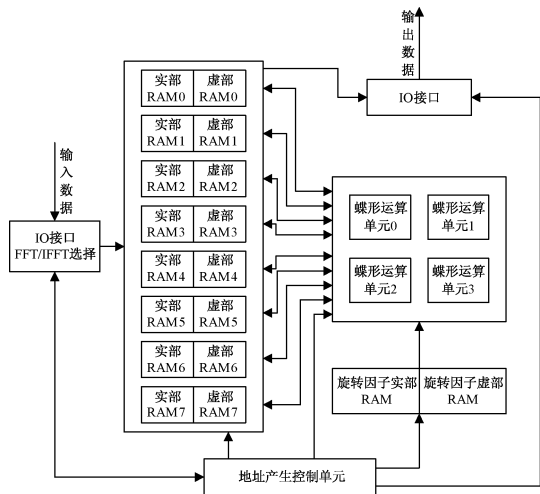 输出数据
实部 虚部
RAM0 RAM0
实部 虚部
RAM1 RAM1
实部 虚部
RAM2 RAM2
实部 虚部
RAM3 RAM3
实部 虚部
RAM4 RAM4
实部 虚部
RAM5 RAM5
实部 虚部
RAM6 RAM6
实部 虚部
RAM7 RAM7
IO接口
输入数据
IO接口
FFT/IFFT选择
蝶形运算
单元0
蝶形运算
单元1
蝶形运算
单元2
蝶形运算
单元3
旋转因子实部
RAM
旋转因子虚部
RAM
地址产生控制单元